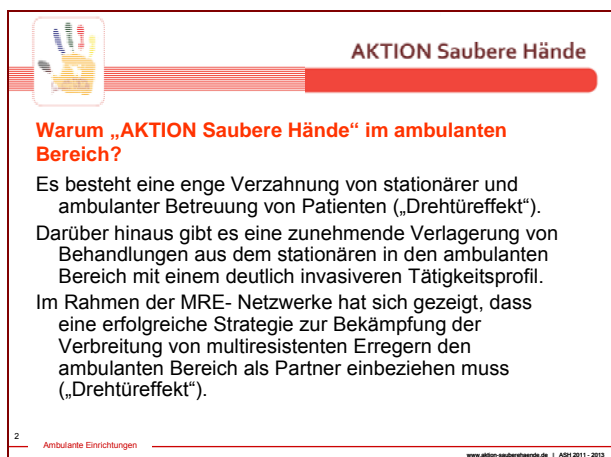 AKTION Saubere Hände
Warum „AKTION Saubere Hände" im ambulanten
Bereich?
Es besteht eine enge Verzahnung von stationärer und
ambulanter Betreuung von Patienten („Drehtüreffekt").
Darüber hinaus gibt es eine zunehmende Verlagerung von
Behandlungen aus dem stationären in den ambulanten
Bereich mit einem deutlich invasiveren Tätigkeitsprofil.
Im Rahmen der MRE- Netzwerke hat sich gezeigt, dass
eine erfolgreiche Strategie zur Bekämpfung der
Verbreitung von multiresistenten Erregern den
ambulanten Bereich als Partner einbeziehen muss
(„Drehtüreffekt").
2
Ambulante Einrichtungen
www.aktion-sauberehaende.de | ASH 2011 - 2013